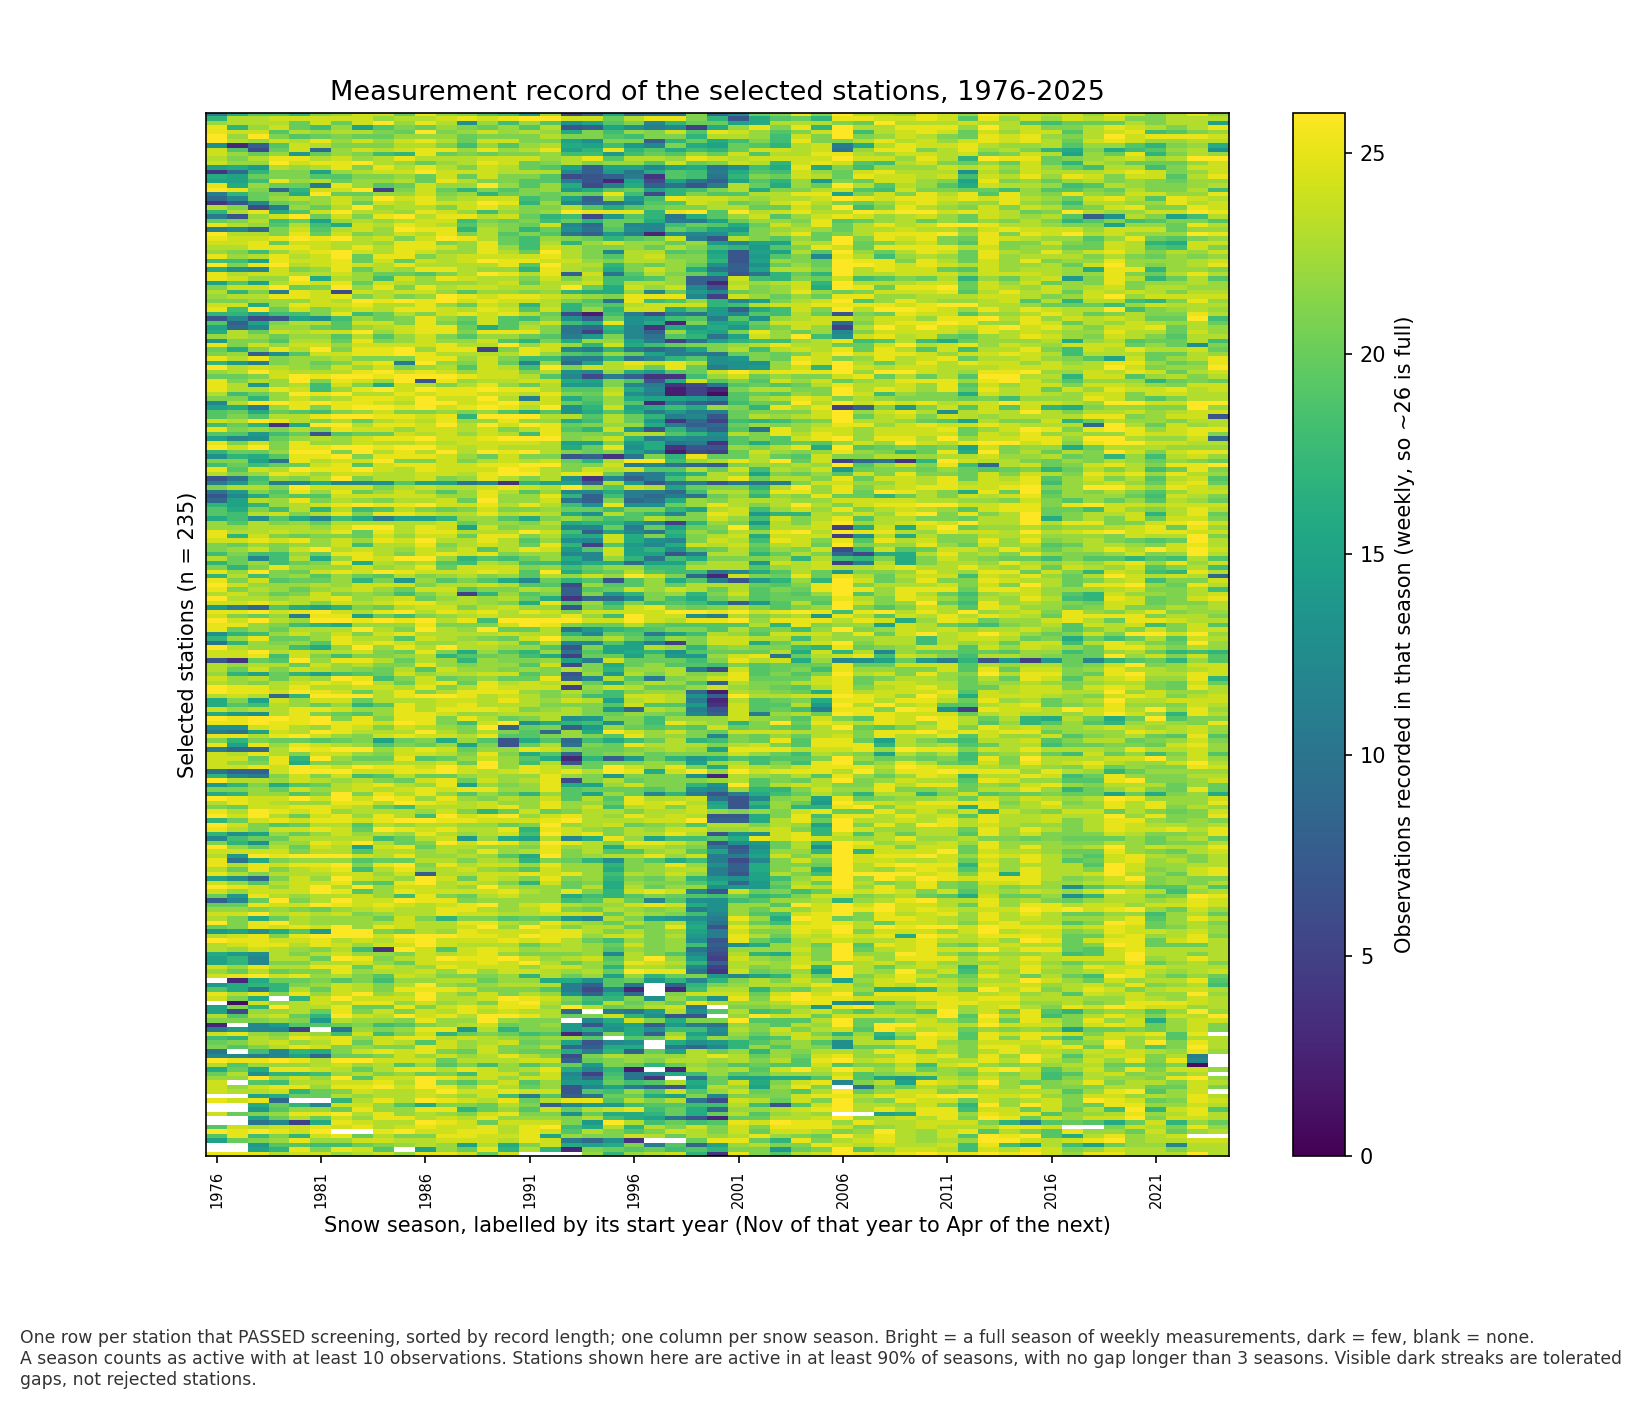 Measurement record of the selected stations, 1976-2025
Selected stations (n = 235)
1976
1981
1986
1991
1996
2001
2006
2011
2016
2021
Snow season, labelled by its start year (Nov of that year to Apr of the next)
25
20
15
10
5
0
Observations recorded in that season (weekly, so ~26 is full)
One row per station that PASSED screening, sorted by record length; one column per snow season. Bright = a full season of weekly measurements, dark = few, blank = none.
A season counts as active with at least 10 observations. Stations shown here are active in at least 90% of seasons, with no gap longer than 3 seasons. Visible dark streaks are tolerated
gaps, not rejected stations.